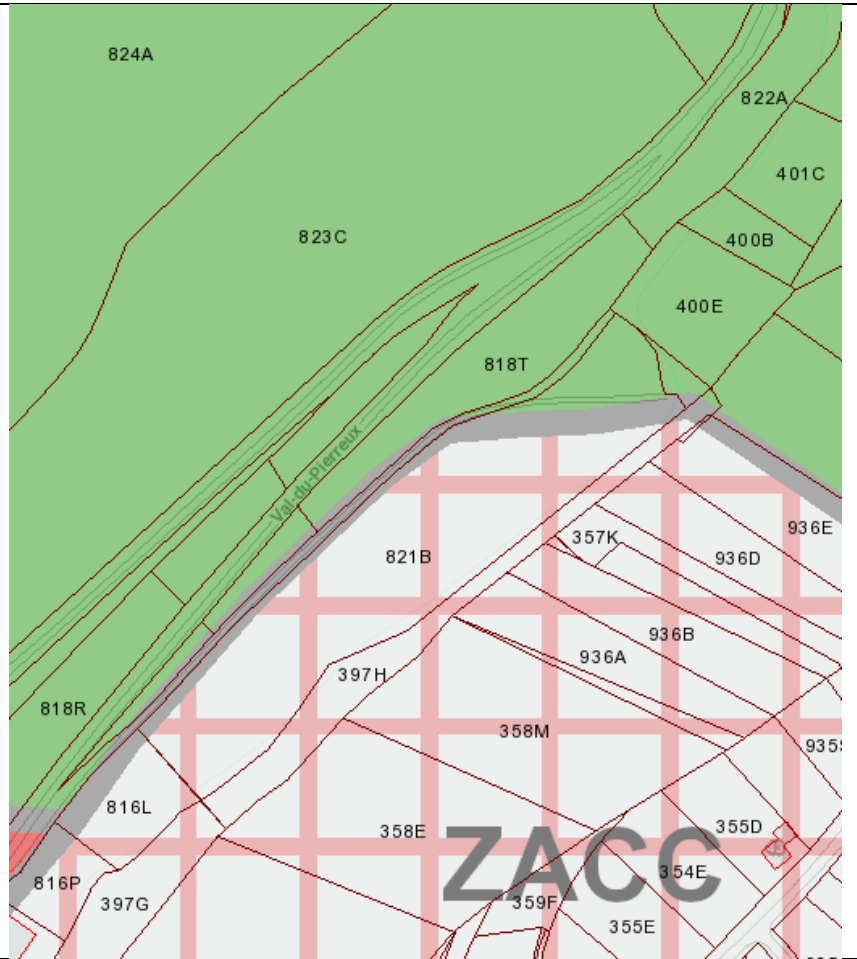 824A
822A
401C
823C
400B
400E
818T
Val-du-Pierreux
936E
357K
821B
936D
936B
936A
397H
818R
358M
816L
355D
358E
ZACC
354E
816P
359F
397G
355E